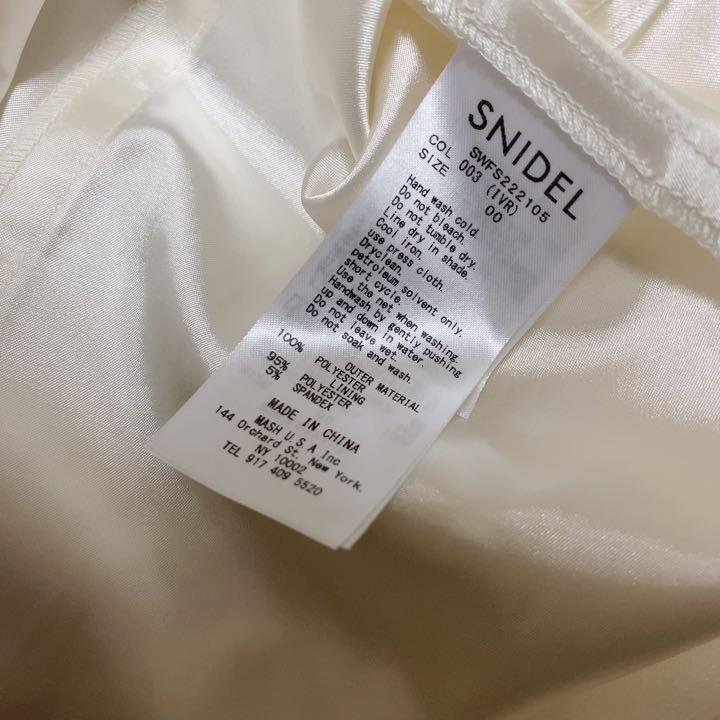 SNIDEL
SWFS222105
COL 003 (IVR)
SIZE 00
Hand wash cold.
Do not bleach.
Do not tumble dry.
Line dry in shade.
Cool iron,
use press cloth.
Dryclean,
petroleum solvent only.
short cycle.
Use the net when washing.
Handwash by gently pushing
up and down in water.
Do not leave wet.
Do not soak and wash.
OUTER MATERIAL
100% POLYESTER
LINING
95% POLYESTER
5% SPANDEX
MADE IN CHINA
MASH U.S.A Inc
144 Orchard St. New York.
NY 10002
TEL 917 409 5520